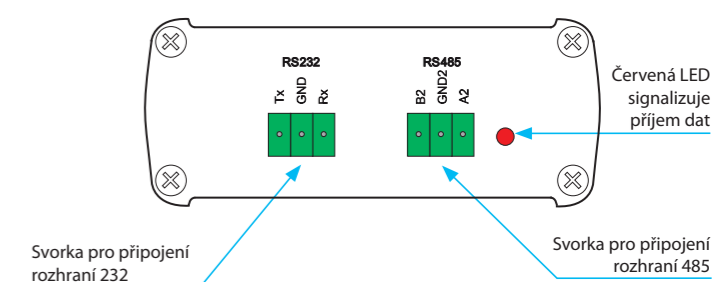 RS232
RS485
Tx
GND
Rx
B2
GND2
A2
Červená LED
signalizuje
příjem dat
Svorka pro připojení
rozhraní 232
Svorka pro připojení
rozhraní 485